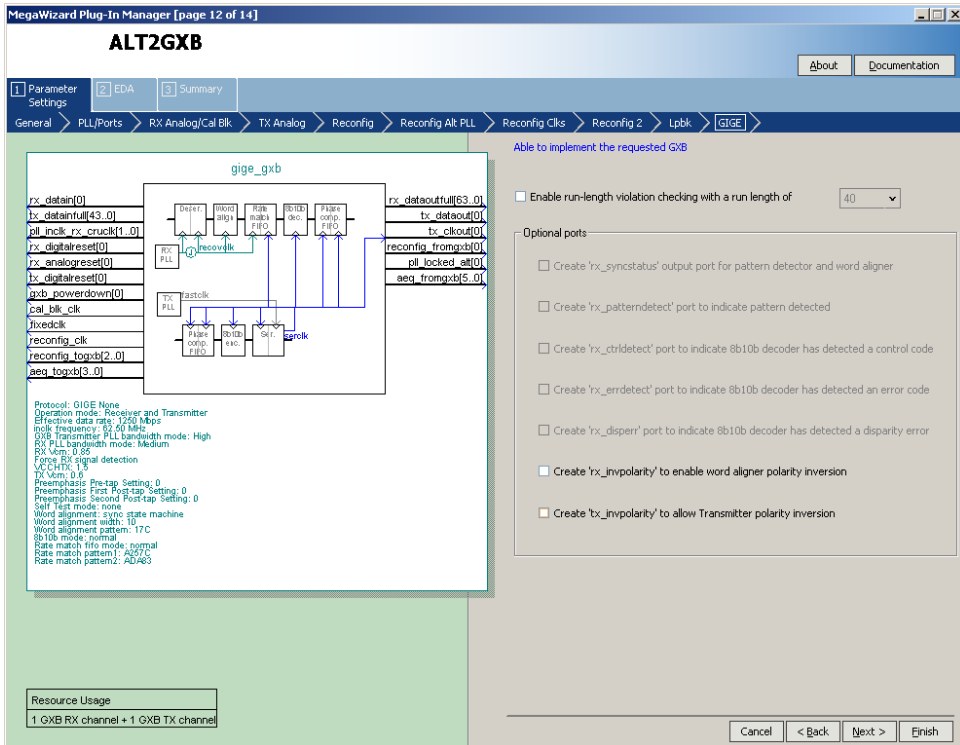 MegaWizard Plug-In Manager [page 12 of 14]
ALT2GXB
About
Documentation
1 Parameter Settings
2 EDA
3 Summary
General
PLL/Ports
RX Analog/Cal Blk
TX Analog
Reconfig
Reconfig Alt PLL
Reconfig Clks
Reconfig 2
Lpbk
GIGE
gige_gxb
rx_datain[0]
tx_datainfull[43..0]
pll_inclk_rx_cruclk[1..0]
rx_digitalreset[0]
rx_analogreset[0]
tx_digitalreset[0]
gxb_powerdown[0]
cal_blk_clk
fixedclk
reconfig_clk
reconfig_togxb[2..0]
aeq_togxb[3..0]
Deser.
Word align
Rate match FIFO
8b10b dec.
Phase comp. FIFO
RX PLL
recovclk
TX PLL
fastclk
Phase comp. FIFO
8b10b enc.
Ser.
serclk
rx_dataoutfull[63..0]
tx_dataout[0]
tx_clkout[0]
reconfig_fromgxb[0]
pll_locked_alt[0]
aeq_fromgxb[5..0]
Protocol: GIGE None
Operation mode: Receiver and Transmitter
Effective data rate: 1250 Mbps
inclk frequency: 62.50 MHz
GXB Transmitter PLL bandwidth mode: High
RX PLL bandwidth mode: Medium
RX Vcm: 0.85
Force RX signal detection
VCCHTX: 1.5
TX Vcm: 0.6
Preemphasis Pre-tap Setting: 0
Preemphasis First Post-tap Setting: 0
Preemphasis Second Post-tap Setting: 0
Self Test mode: none
Word alignment: sync state machine
Word alignment width: 10
Word alignment pattern: 17C
8b10b mode: normal
Rate match fifo mode: normal
Rate match pattern1: A257C
Rate match pattern2: ADA83
Resource Usage
1 GXB RX channel + 1 GXB TX channel
Able to implement the requested GXB
Enable run-length violation checking with a run length of
40
Optional ports
Create 'rx_syncstatus' output port for pattern detector and word aligner
Create 'rx_patterndetect' port to indicate pattern detected
Create 'rx_ctrldetect' port to indicate 8b10b decoder has detected a control code
Create 'rx_errdetect' port to indicate 8b10b decoder has detected an error code
Create 'rx_disperr' port to indicate 8b10b decoder has detected a disparity error
Create 'rx_invpolarity' to enable word aligner polarity inversion
Create 'tx_invpolarity' to allow Transmitter polarity inversion
Cancel
< Back
Next >
Finish